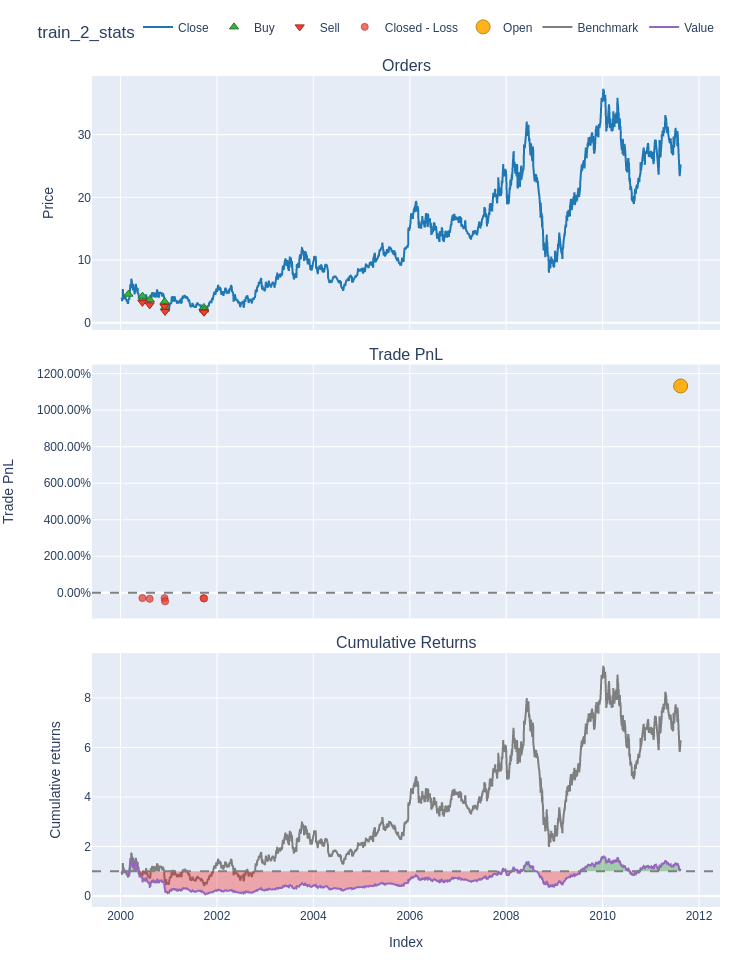 train_2_stats
Close
Buy
Sell
Closed - Loss
Open
Benchmark
Value
Orders
30
20
10
0
Price
Trade PnL
1200.00%
1000.00%
800.00%
600.00%
400.00%
200.00%
0.00%
Trade PnL
Cumulative Returns
8
6
4
2
0
Cumulative returns
2000
2002
2004
2006
2008
2010
2012
Index